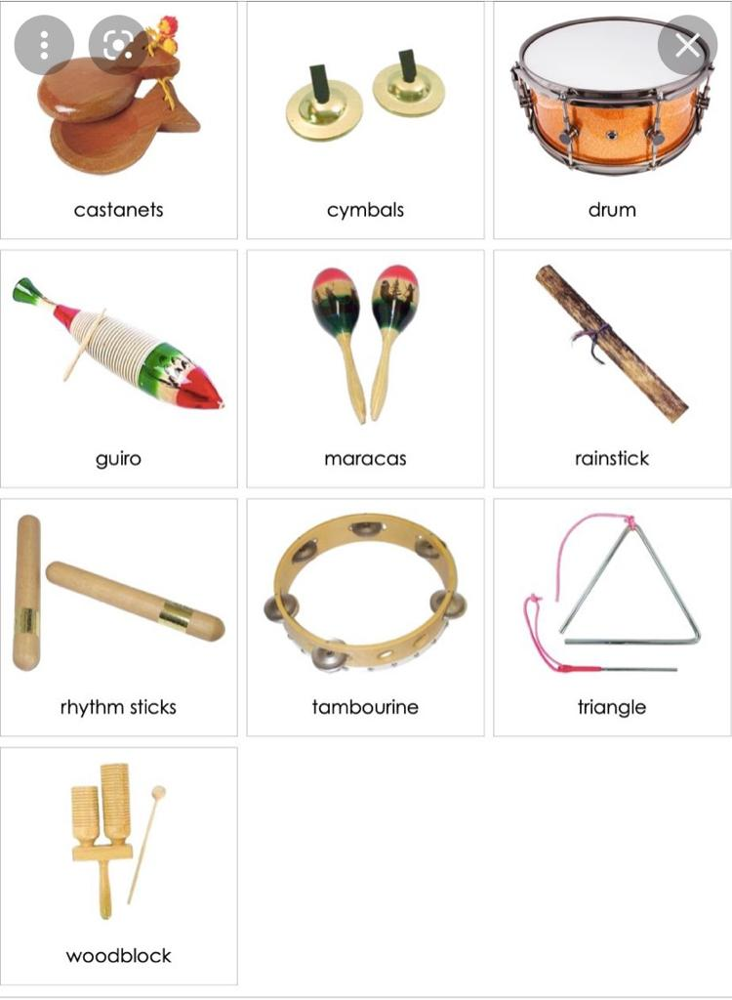 castanets
cymbals
drum
guiro
maracas
rainstick
rhythm sticks
tambourine
triangle
woodblock